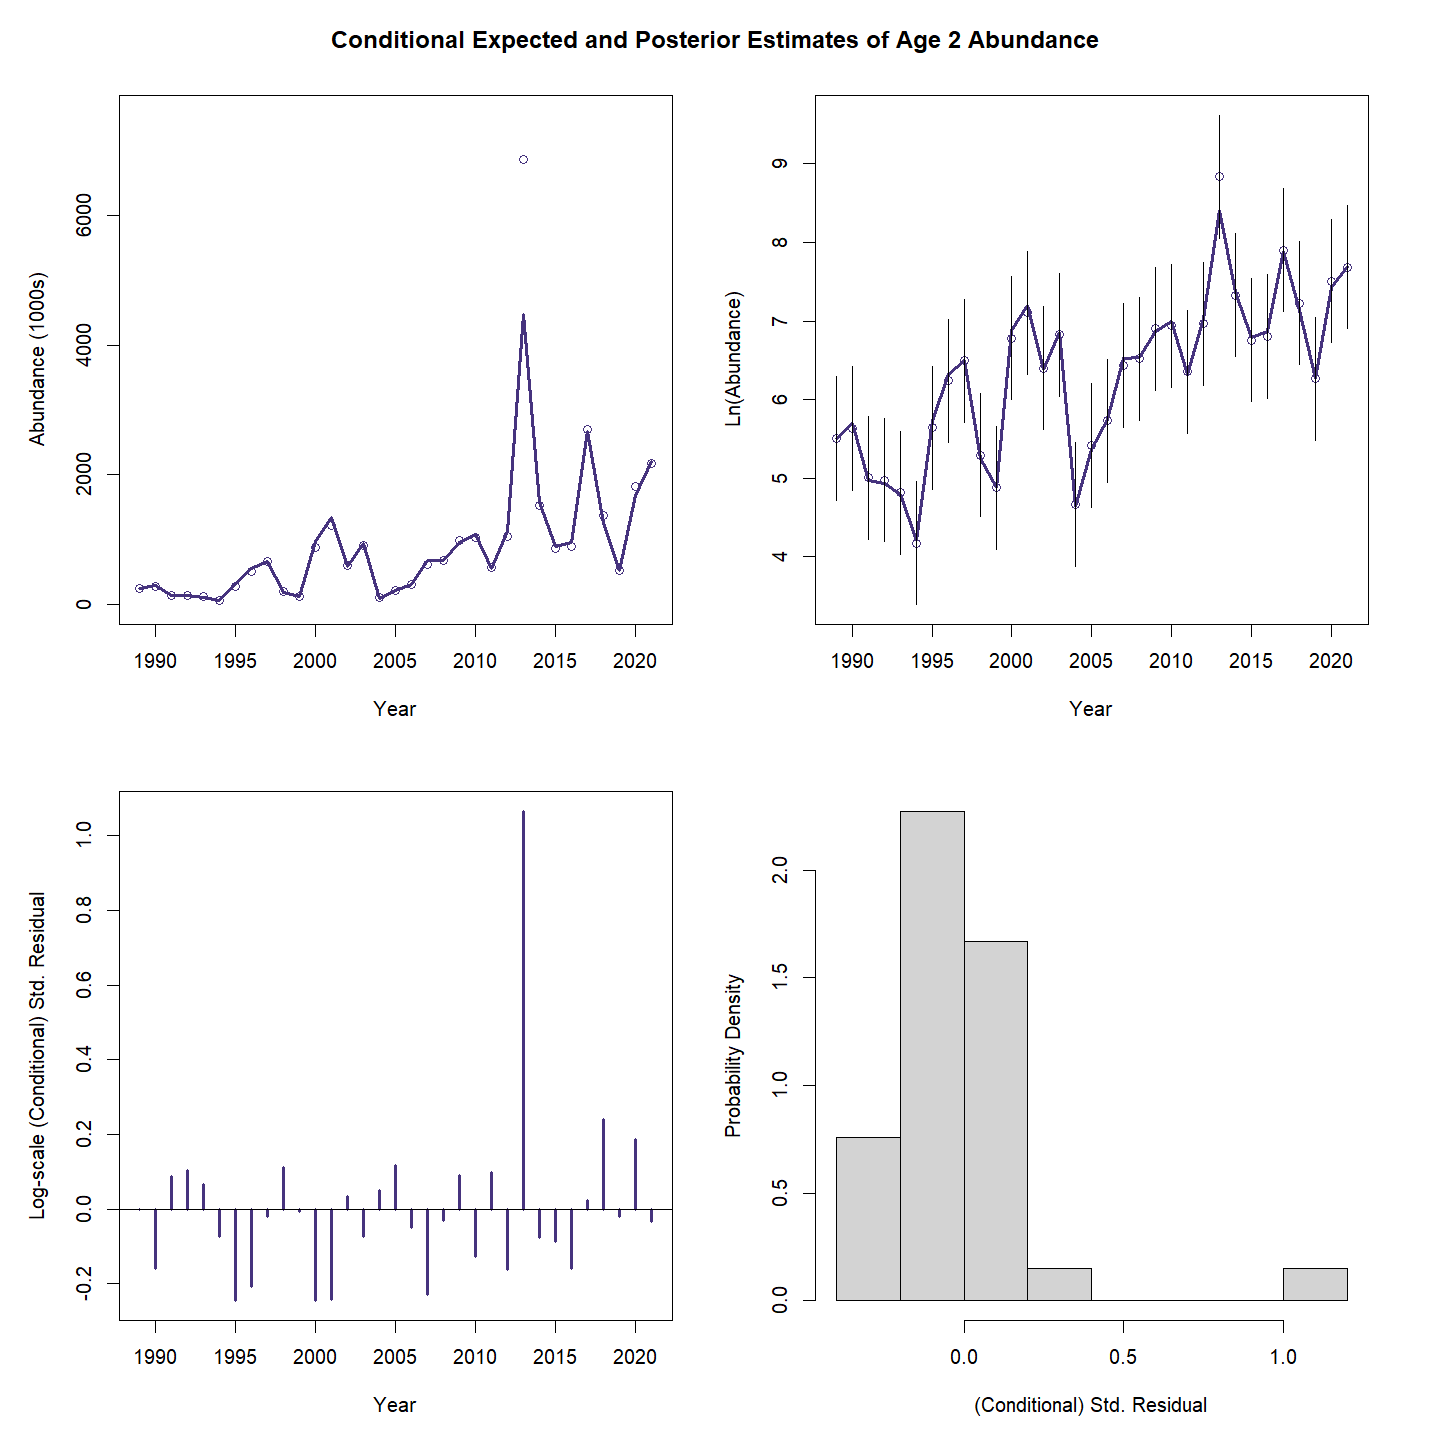 Conditional Expected and Posterior Estimates of Age 2 Abundance
Abundance (1000s)
0 2000 4000 6000
1990 1995 2000 2005 2010 2015 2020
Year
Ln(Abundance)
4 5 6 7 8 9
1990 1995 2000 2005 2010 2015 2020
Year
Log-scale (Conditional) Std. Residual
-0.2 0.0 0.2 0.4 0.6 0.8 1.0
1990 1995 2000 2005 2010 2015 2020
Year
Probability Density
0.0 0.5 1.0 1.5 2.0
0.0 0.5 1.0
(Conditional) Std. Residual